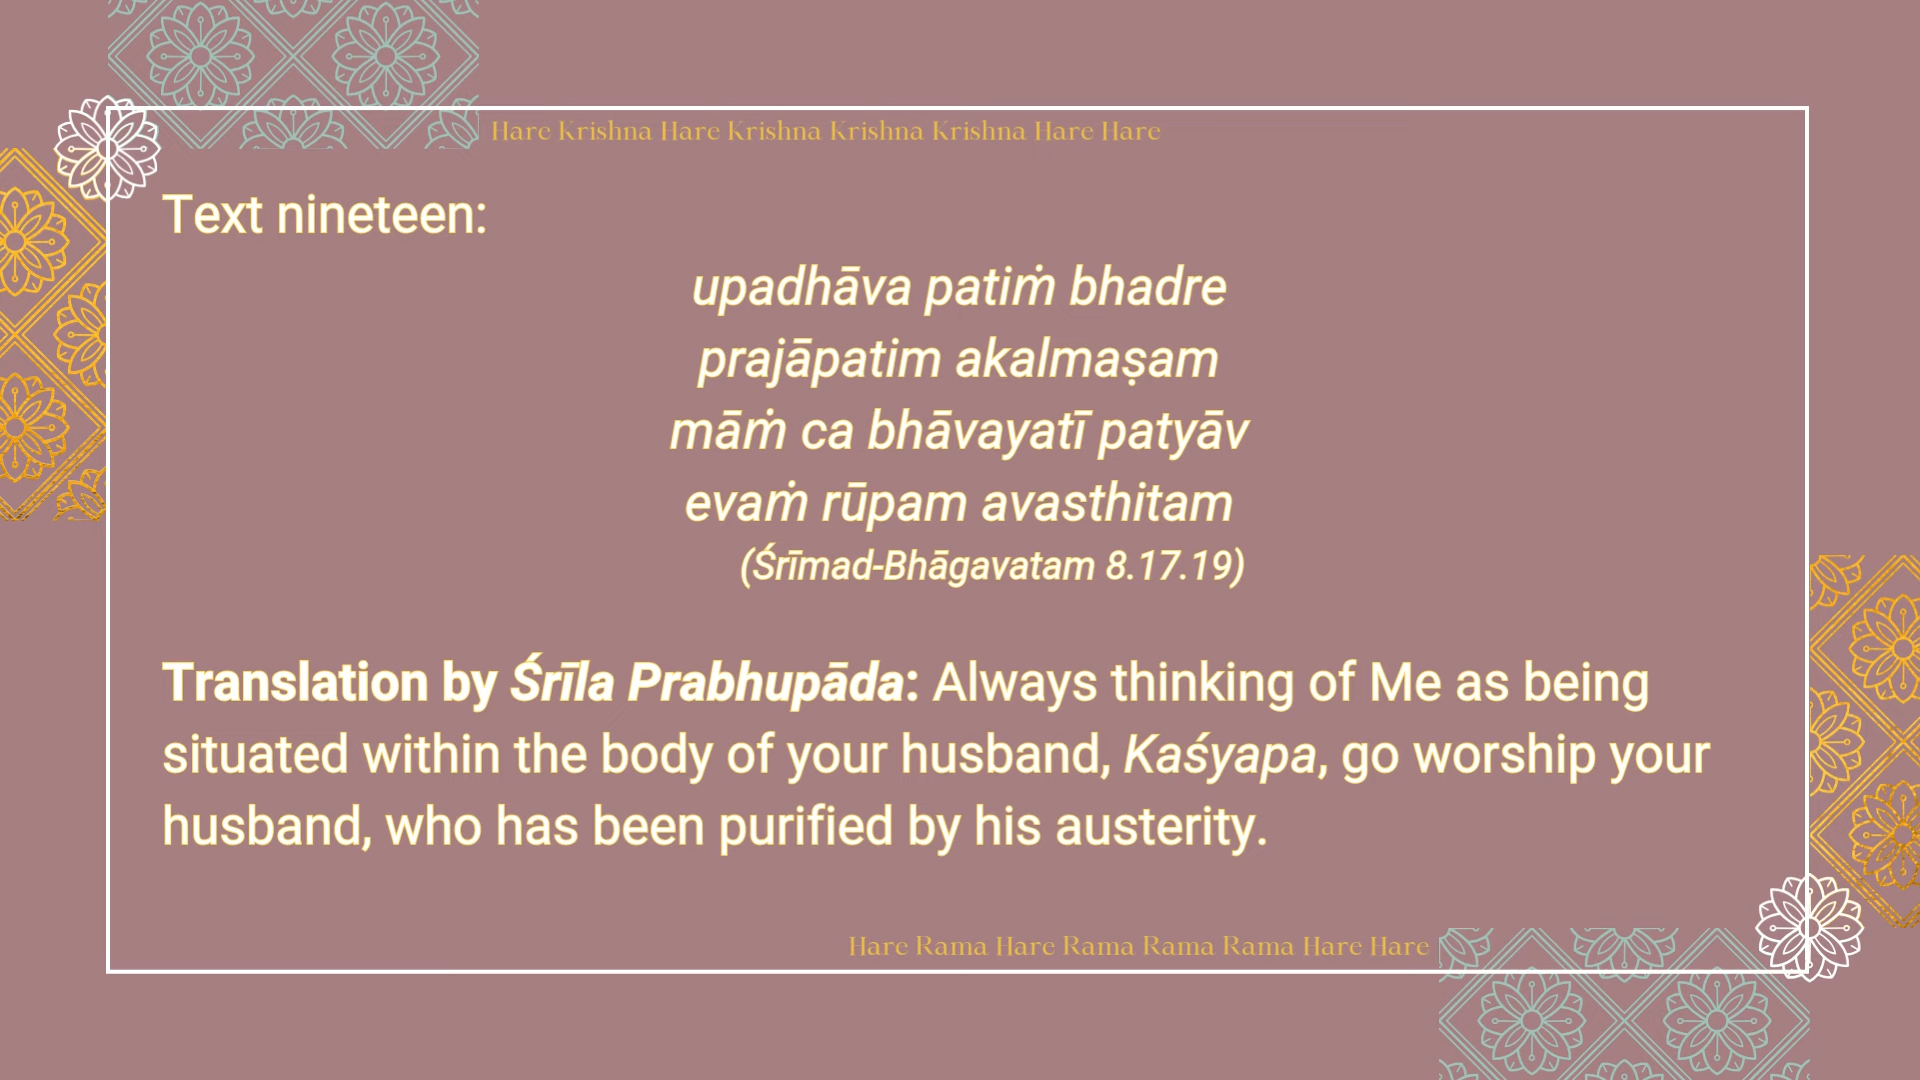 Hare Krishna Hare Krishna Krishna Krishna Hare Hare
Text nineteen:
upadhāva patiṁ bhadre
prajāpatim akalmaṣam
māṁ ca bhāvayatī patyāv
evaṁ rūpam avasthitam
(Śrīmad-Bhāgavatam 8.17.19)
Translation by Śrīla Prabhupāda: Always thinking of Me as being
situated within the body of your husband, Kaśyapa, go worship your
husband, who has been purified by his austerity.
Hare Rama Hare Rama Rama Rama Hare Hare